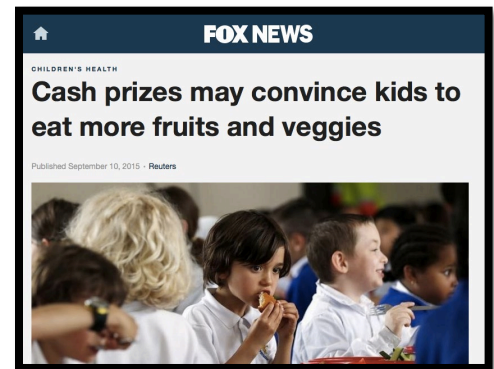 FOX NEWS
CHILDREN'S HEALTH
Cash prizes may convince kids to
eat more fruits and veggies
Published September 10, 2015 · Reuters